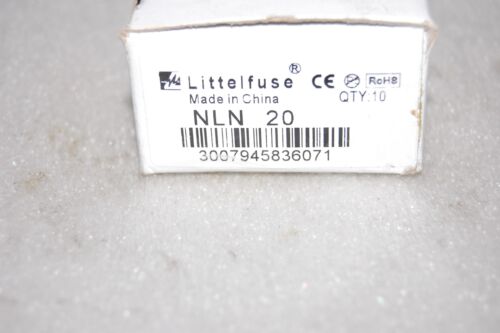 Littelfuse® CE RoHS
Made in China QTY:10
NLN 20
3007945836071